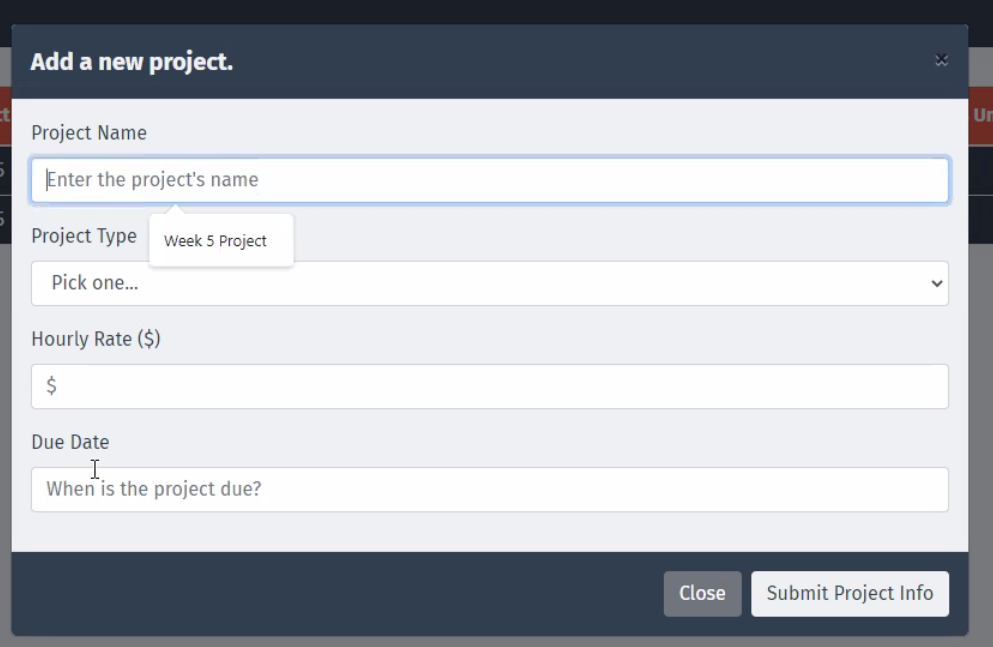 Add a new project.
×
Project Name
Enter the project's name
Week 5 Project
Project Type
Pick one...
Hourly Rate ($)
$
Due Date
When is the project due?
Close
Submit Project Info